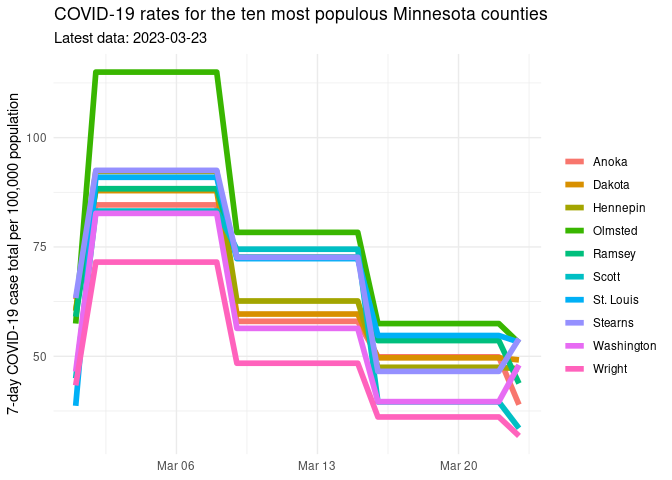 COVID-19 rates for the ten most populous Minnesota counties
Latest data: 2023-03-23
7-day COVID-19 case total per 100,000 population
100
75
50
Mar 06
Mar 13
Mar 20
Anoka
Dakota
Hennepin
Olmsted
Ramsey
Scott
St. Louis
Stearns
Washington
Wright